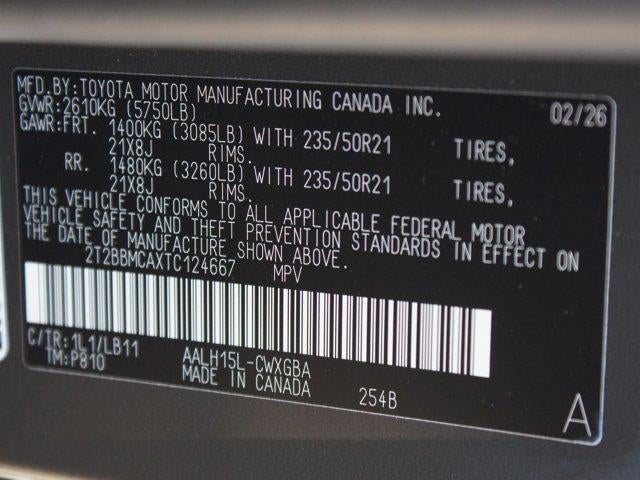 MFD.BY:TOYOTA MOTOR MANUFACTURING CANADA INC. 02/26
GVWR:2610KG (5750LB)
GAWR:FRT. 1400KG (3085LB) WITH 235/50R21 TIRES,
21X8J RIMS.
RR. 1480KG (3260LB) WITH 235/50R21 TIRES,
21X8J RIMS.
THIS VEHICLE CONFORMS TO ALL APPLICABLE FEDERAL MOTOR
VEHICLE SAFETY AND THEFT PREVENTION STANDARDS IN EFFECT ON
THE DATE OF MANUFACTURE SHOWN ABOVE.
2T2BBMCAXTC124667 MPV
C/TR:1L1/LB11 AALH15L-CWXGBA
TM:P810 MADE IN CANADA 254B A